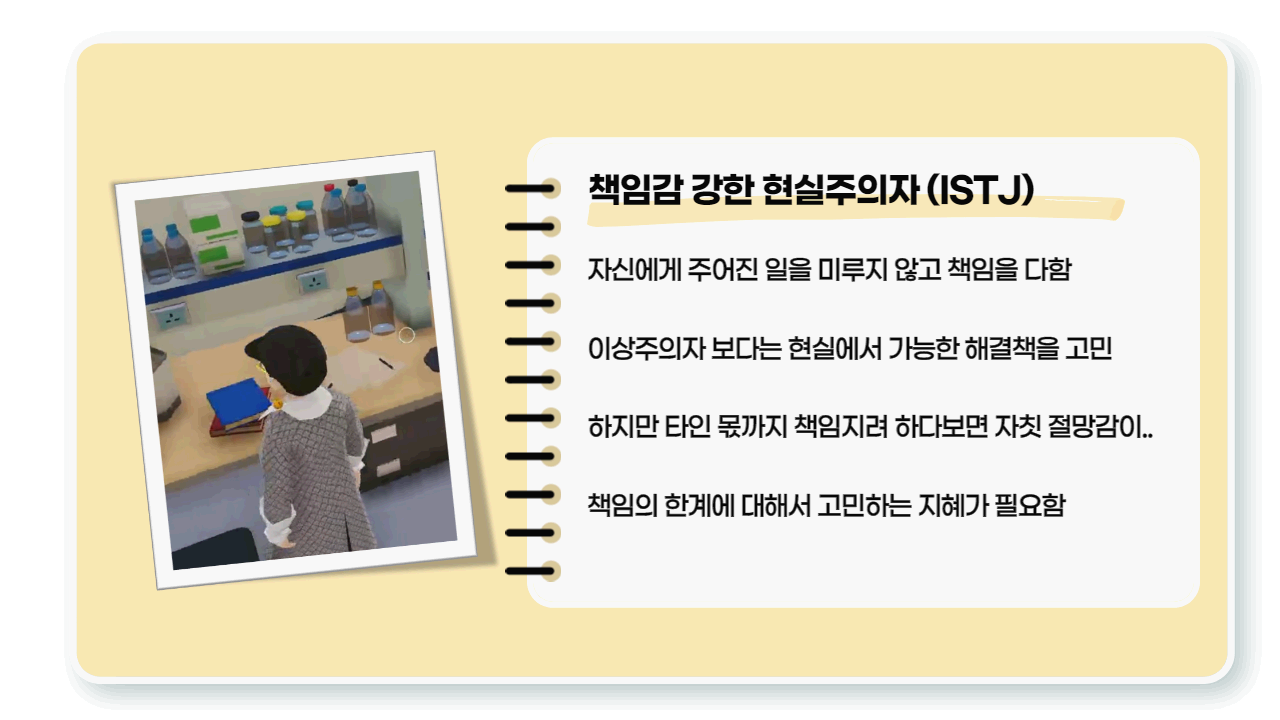 책임감 강한 현실주의자 (ISTJ)
자신에게 주어진 일을 미루지 않고 책임을 다함
이상주의자 보다는 현실에서 가능한 해결책을 고민
하지만 타인 몫까지 책임지려 하다보면 자칫 절망감이..
책임의 한계에 대해서 고민하는 지혜가 필요함